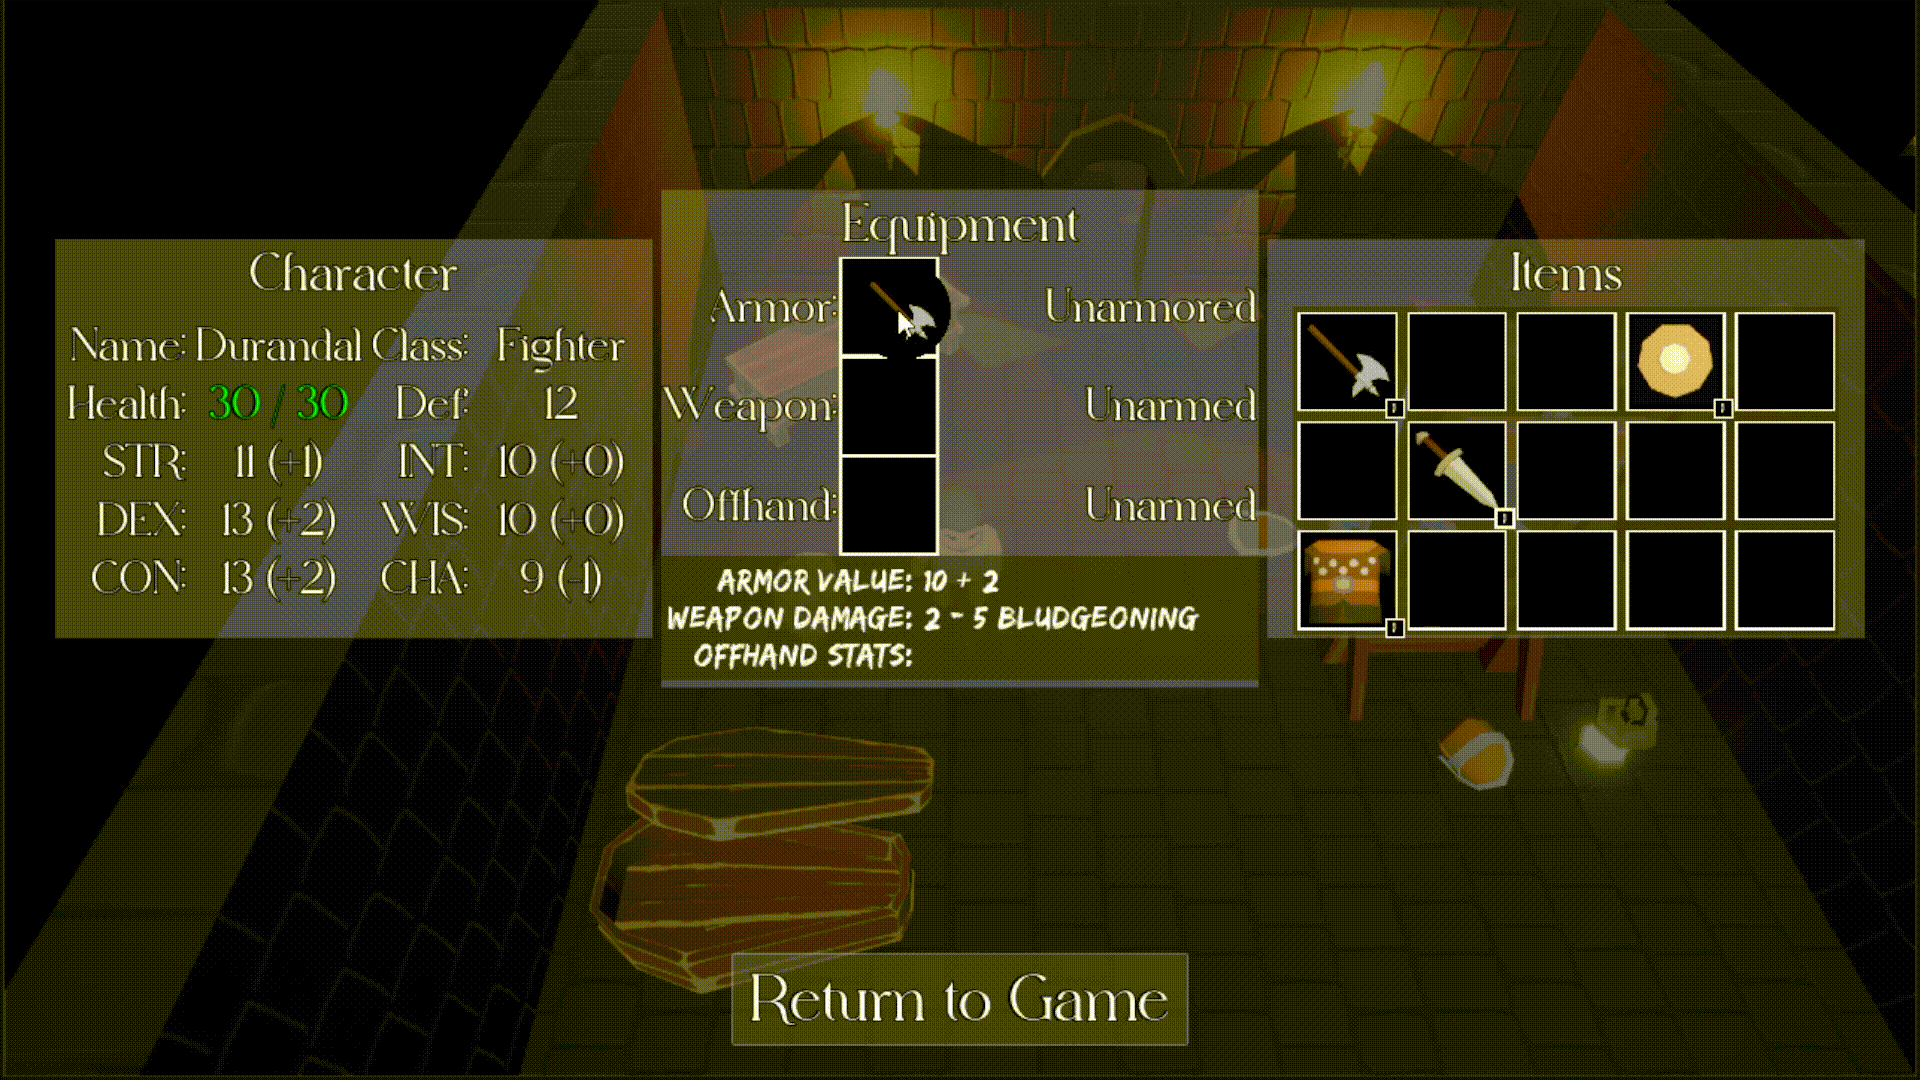 Character
Name: Durandal Class: Fighter
Health: 30 / 30 Def: 12
STR: 11 (+1) INT: 10 (+0)
DEX: 13 (+2) WIS: 10 (+0)
CON: 13 (+2) CHA: 9 (-1)
Equipment
Armor: Unarmored
Weapon: Unarmed
Offhand: Unarmed
ARMOR VALUE: 10 + 2
WEAPON DAMAGE: 2 - 5 BLUDGEONING
OFFHAND STATS:
Items
Return to Game